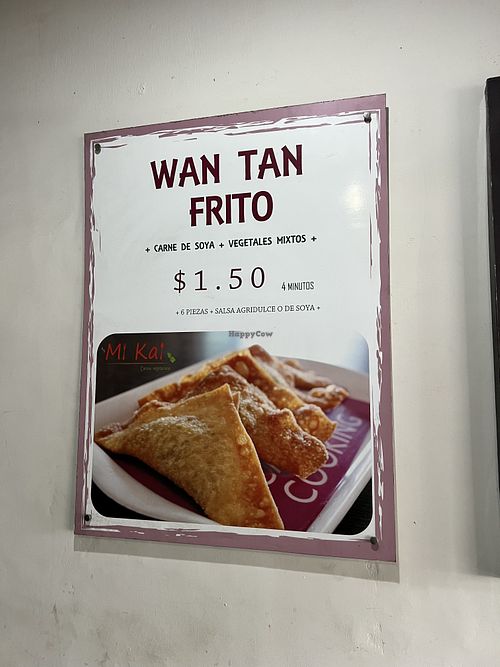 WAN TAN
FRITO
+ CARNE DE SOYA + VEGETALES MIXTOS +
$1.50 4 MINUTOS
+ 6 PIEZAS + SALSA AGRIDULCE O DE SOYA +
HappyCow
Mi Kai
COOKING